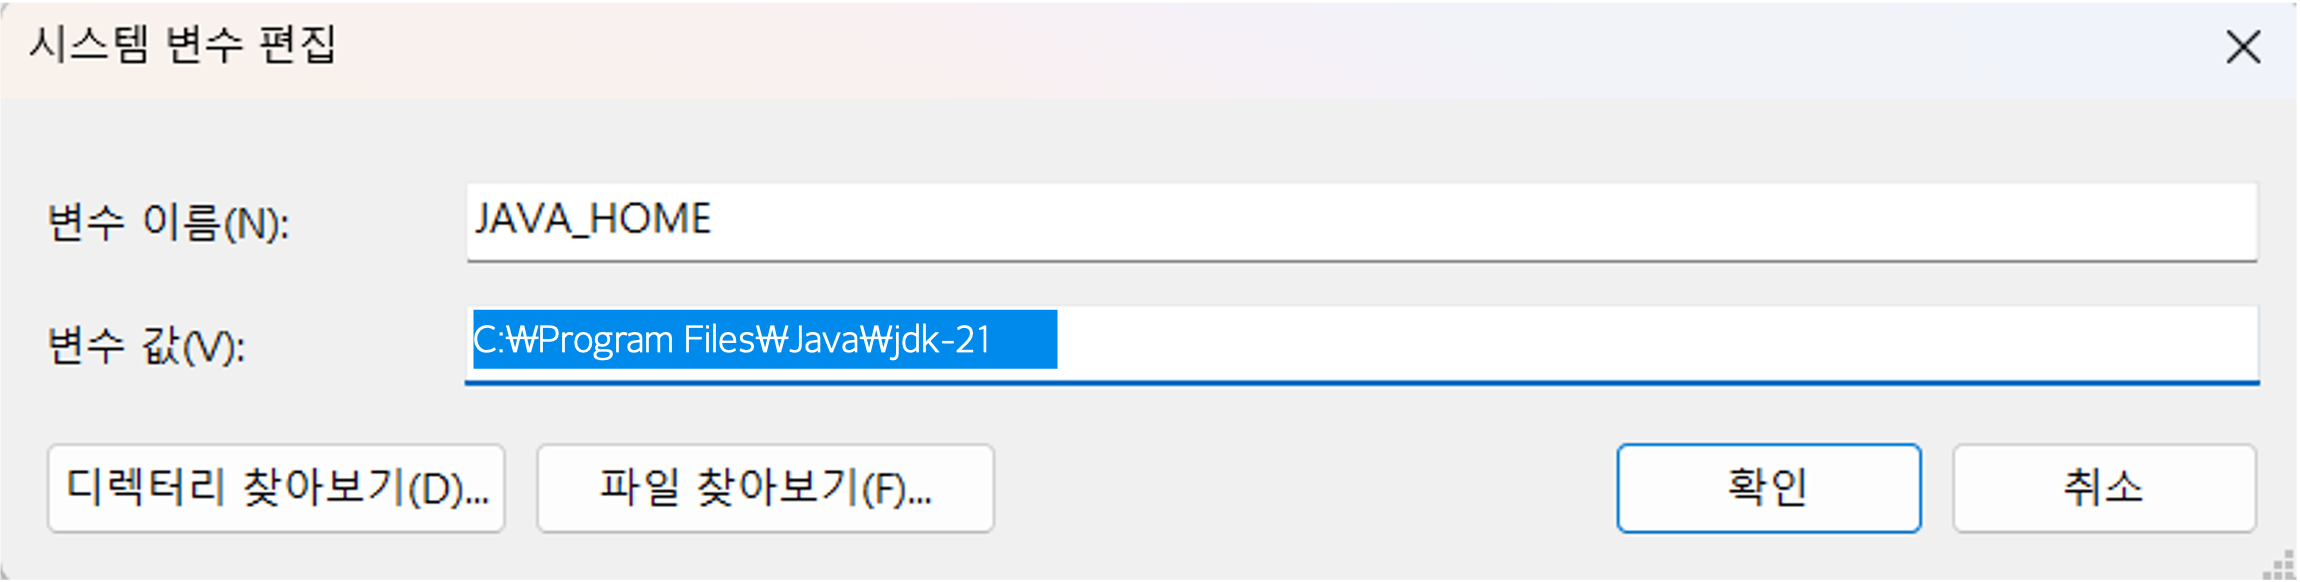 시스템 변수 편집
변수 이름(N): JAVA_HOME
변수 값(V): C:₩Program Files₩Java₩jdk-21
디렉터리 찾아보기(D)... 파일 찾아보기(F)... 확인 취소